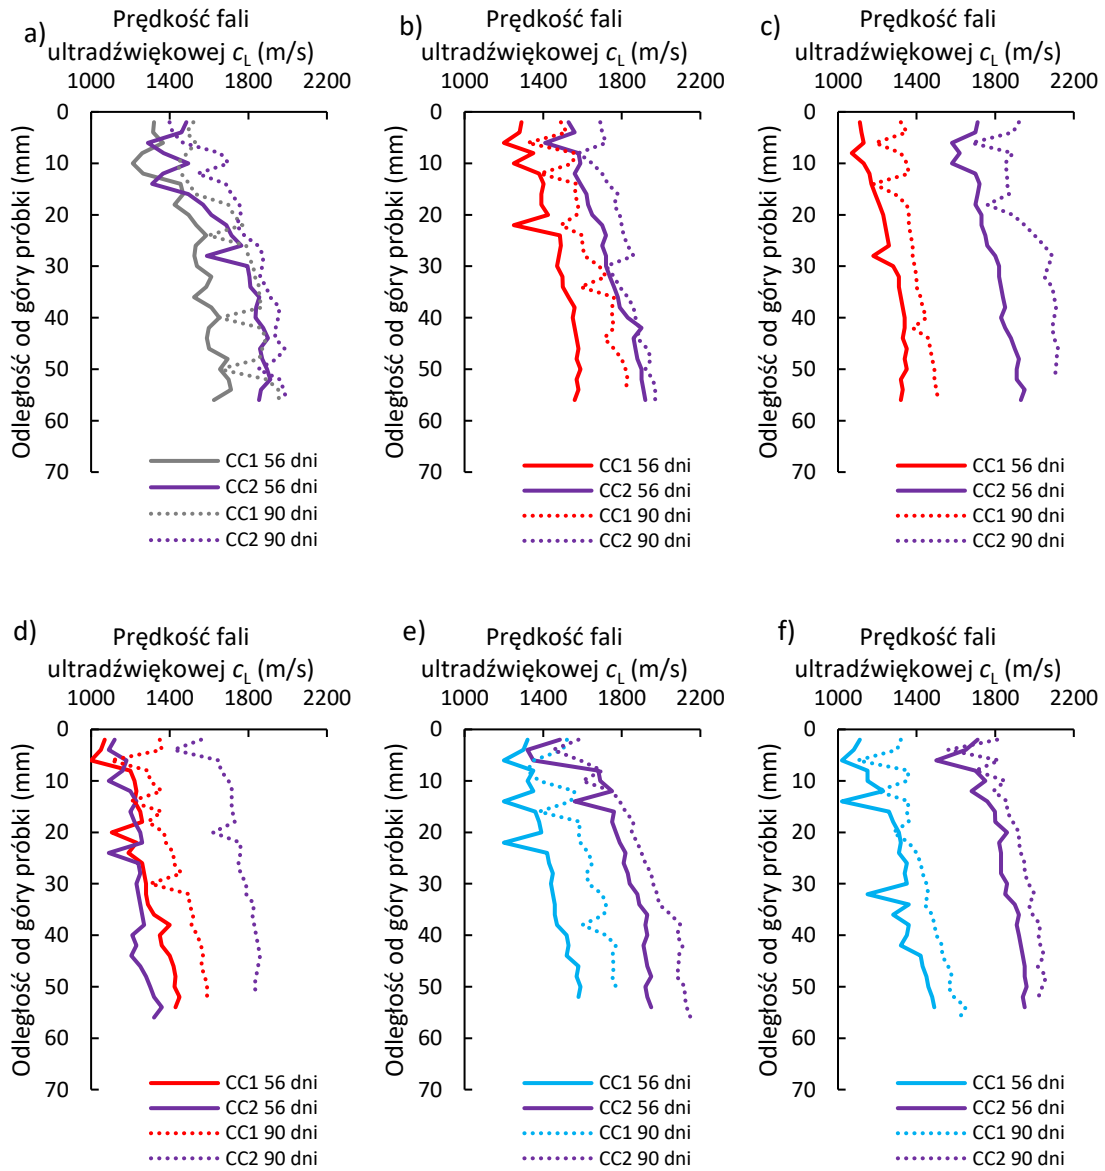 a)
Prędkość fali
ultradźwiękowej cL (m/s)
1000 1400 1800 2200
Odległość od góry próbki (mm)
0
10
20
30
40
50
60
70
CC1 56 dni
CC2 56 dni
CC1 90 dni
CC2 90 dni
b)
Prędkość fali
ultradźwiękowej cL (m/s)
1000 1400 1800 2200
Odległość od góry próbki (mm)
0
10
20
30
40
50
60
70
CC1 56 dni
CC2 56 dni
CC1 90 dni
CC2 90 dni
c)
Prędkość fali
ultradźwiękowej cL (m/s)
1000 1400 1800 2200
Odległość od góry próbki (mm)
0
10
20
30
40
50
60
70
CC1 56 dni
CC2 56 dni
CC1 90 dni
CC2 90 dni
d)
Prędkość fali
ultradźwiękowej cL (m/s)
1000 1400 1800 2200
Odległość od góry próbki (mm)
0
10
20
30
40
50
60
70
CC1 56 dni
CC2 56 dni
CC1 90 dni
CC2 90 dni
e)
Prędkość fali
ultradźwiękowej cL (m/s)
1000 1400 1800 2200
Odległość od góry próbki (mm)
0
10
20
30
40
50
60
70
CC1 56 dni
CC2 56 dni
CC1 90 dni
CC2 90 dni
f)
Prędkość fali
ultradźwiękowej cL (m/s)
1000 1400 1800 2200
Odległość od góry próbki (mm)
0
10
20
30
40
50
60
70
CC1 56 dni
CC2 56 dni
CC1 90 dni
CC2 90 dni